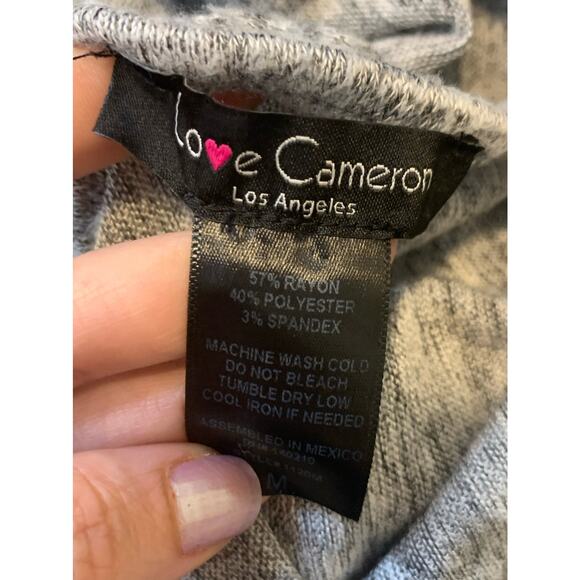 Love Cameron
Los Angeles
57% RAYON
40% POLYESTER
3% SPANDEX
MACHINE WASH COLD
DO NOT BLEACH
TUMBLE DRY LOW
COOL IRON IF NEEDED
ASSEMBLED IN MEXICO
M